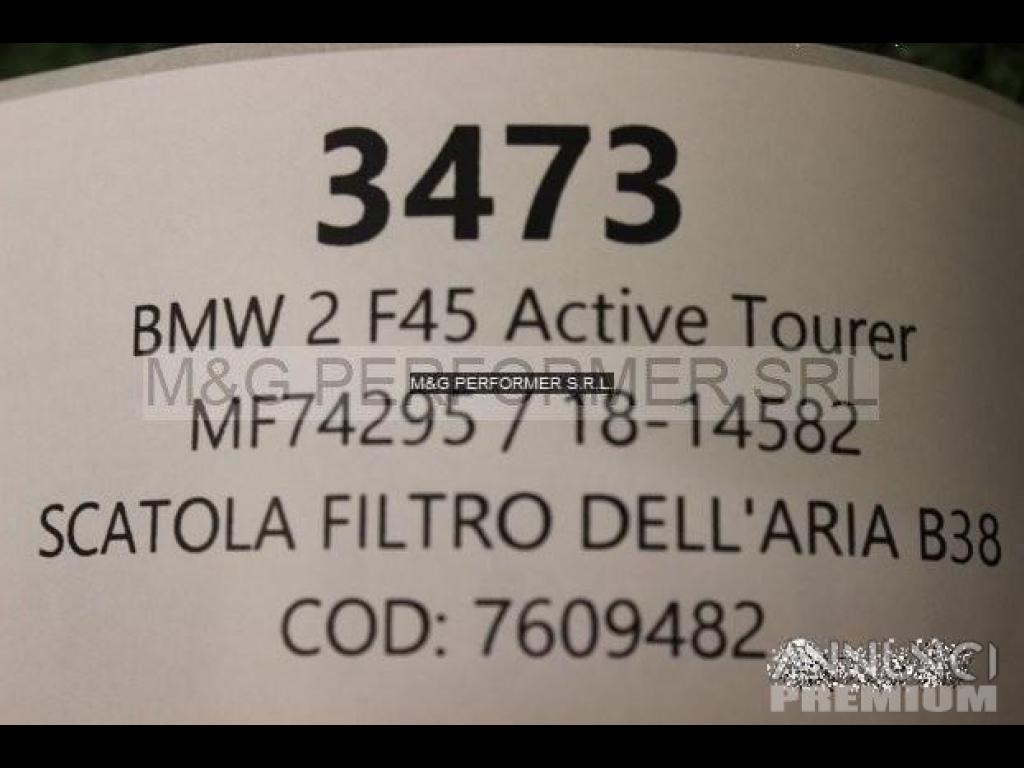 3473
BMW 2 F45 Active Tourer
M&G PERFORMER SRL
M&G PERFORMER S.R.L.
MF74295 / 18-14582
SCATOLA FILTRO DELL'ARIA B38
COD: 7609482
ANNUNCI
PREMIUM